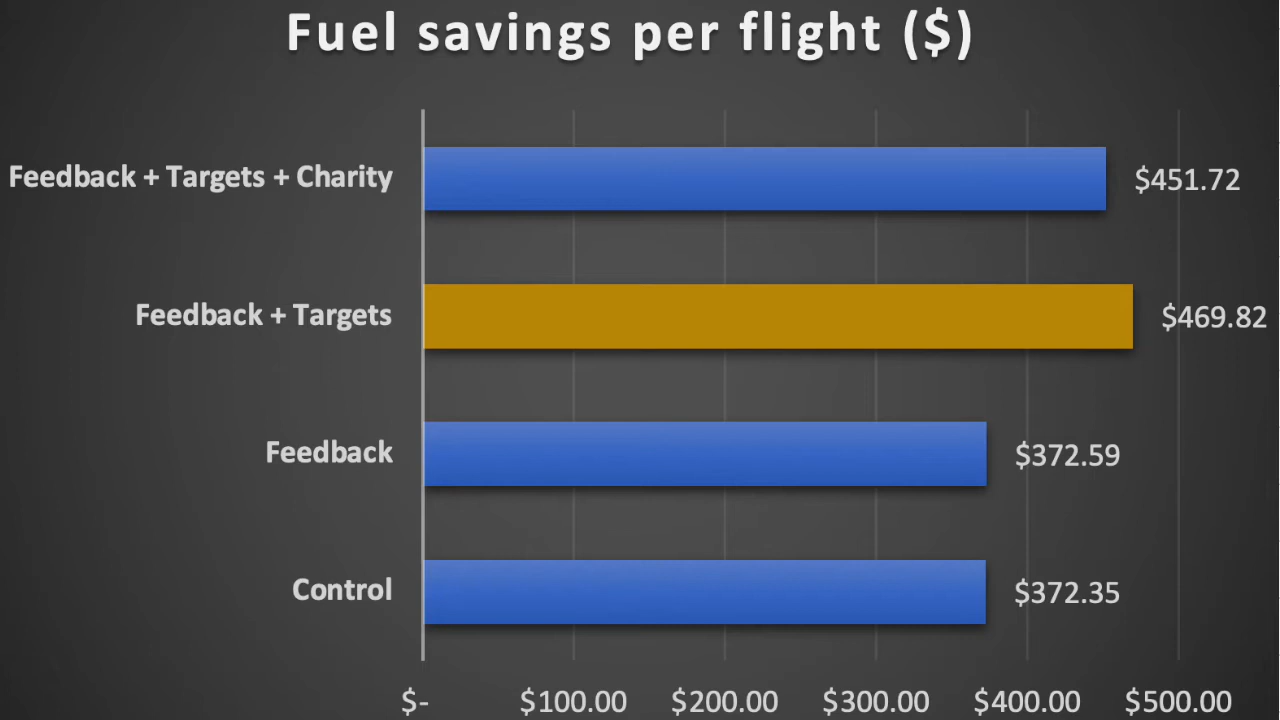 Fuel savings per flight ($)
Feedback + Targets + Charity
$451.72
Feedback + Targets
$469.82
Feedback
$372.59
Control
$372.35
$-
$100.00
$200.00
$300.00
$400.00
$500.00